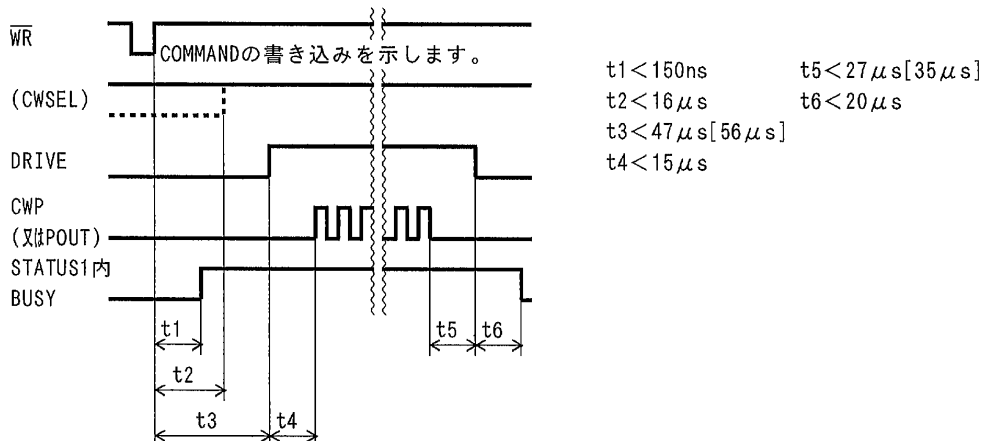 WR
COMMANDの書き込みを示します。
(CWSEL)
DRIVE
CWP
(又はPOUT)
STATUS1内
BUSY
t1
t2
t3
t4
t5
t6
t1<150ns
t5<27μs[35μs]
t2<16μs
t6<20μs
t3<47μs[56μs]
t4<15μs